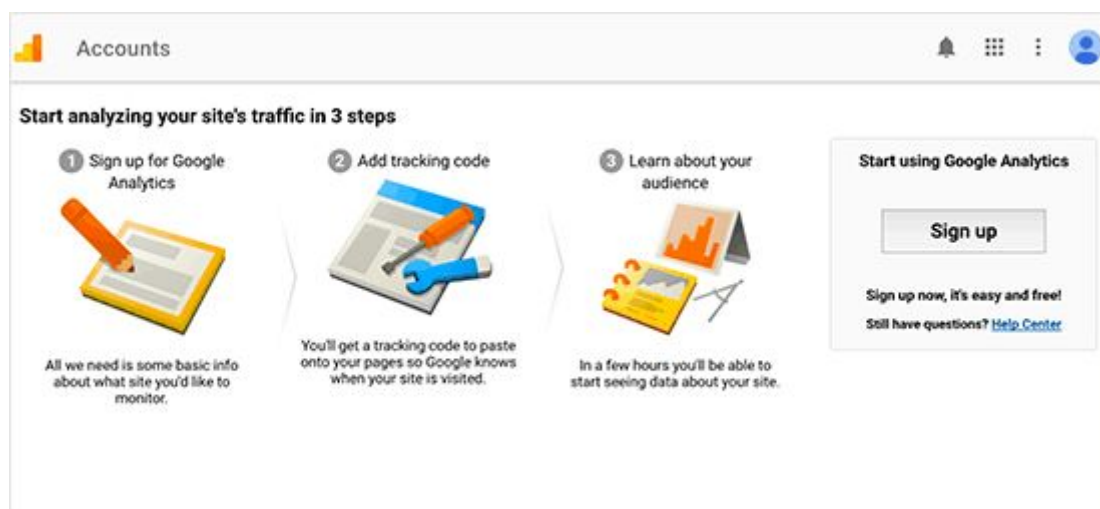 Accounts
Start analyzing your site's traffic in 3 steps
1 Sign up for Google
Analytics
All we need is some basic info
about what site you'd like to
monitor.
2 Add tracking code
You'll get a tracking code to paste
onto your pages so Google knows
when your site is visited.
3 Learn about your
audience
In a few hours you'll be able to
start seeing data about your site.
Start using Google Analytics
Sign up
Sign up now, it's easy and free!
Still have questions? Help Center